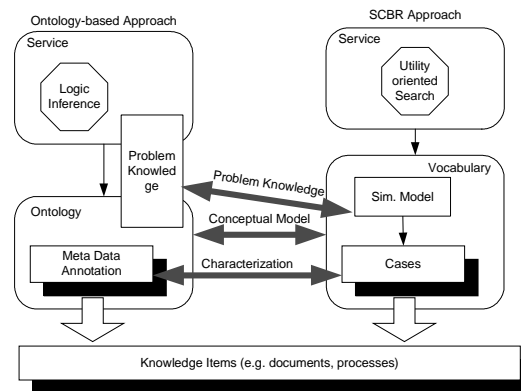 Ontology-based Approach
SCBR Approach
Service
Logic
Inference
Service
Utility
oriented
Search
Problem
Knowled
ge
Problem Knowledge
Vocabulary
Sim. Model
Ontology
Conceptual Model
Meta Data
Annotation
Characterization
Cases
Knowledge Items (e.g. documents, processes)